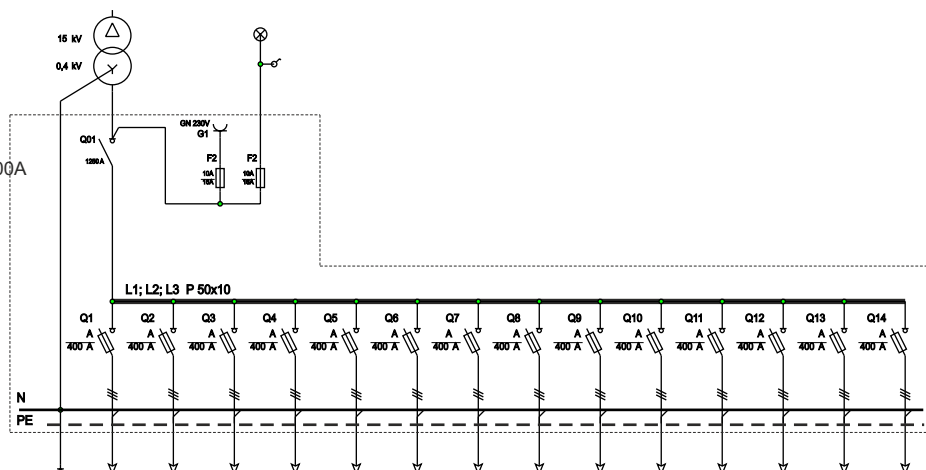 15 kV
0,4 kV
Q01
1250 A
00A
GN 230V
G1
F2
10A
16A
F2
10A
16A
L1; L2; L3 P 50x10
Q1
A
400 A
Q2
A
400 A
Q3
A
400 A
Q4
A
400 A
Q5
A
400 A
Q6
A
400 A
Q7
A
400 A
Q8
A
400 A
Q9
A
400 A
Q10
A
400 A
Q11
A
400 A
Q12
A
400 A
Q13
A
400 A
Q14
A
400 A
N
PE